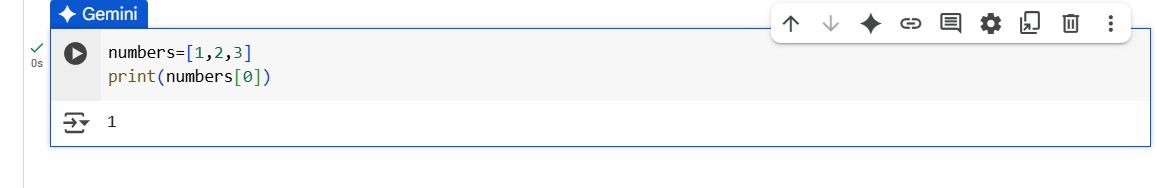 Gemini
numbers=[1,2,3]
print(numbers[0])
0s
1